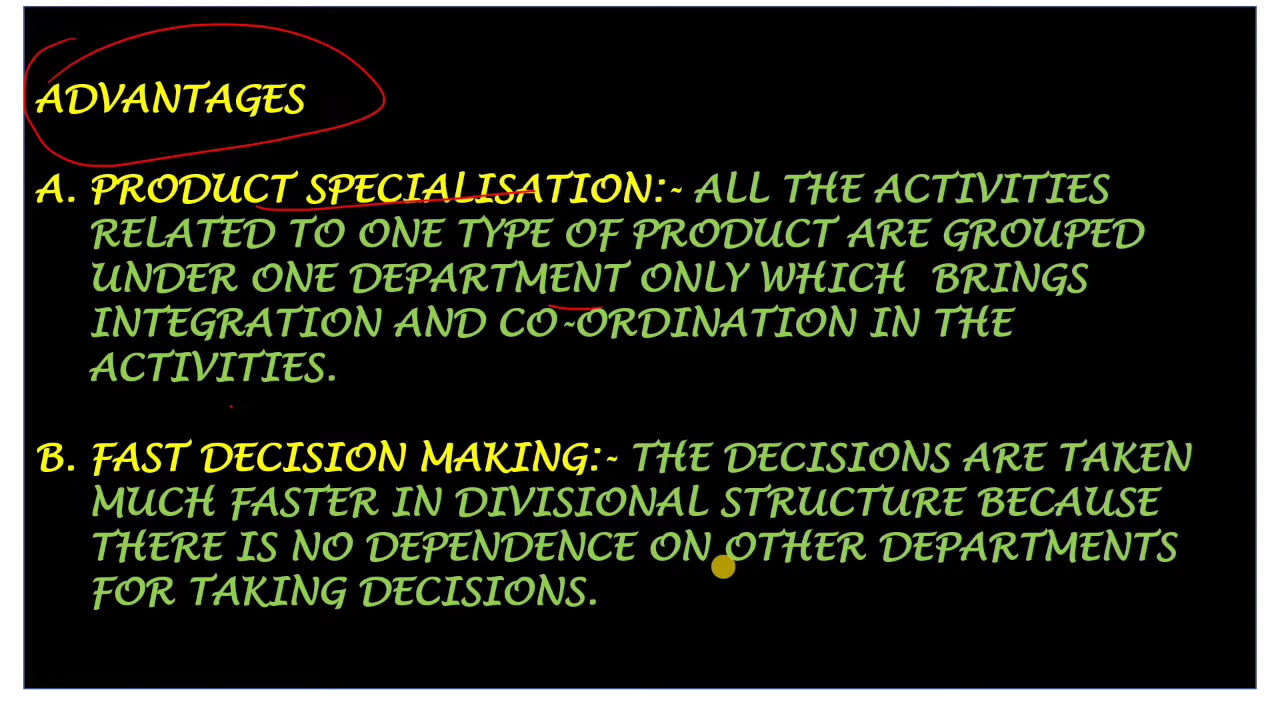 ADVANTAGES
A. PRODUCT SPECIALISATION:- ALL THE ACTIVITIES
RELATED TO ONE TYPE OF PRODUCT ARE GROUPED
UNDER ONE DEPARTMENT ONLY WHICH BRINGS
INTEGRATION AND CO-ORDINATION IN THE
ACTIVITIES.
B. FAST DECISION MAKING:- THE DECISIONS ARE TAKEN
MUCH FASTER IN DIVISIONAL STRUCTURE BECAUSE
THERE IS NO DEPENDENCE ON OTHER DEPARTMENTS
FOR TAKING DECISIONS.